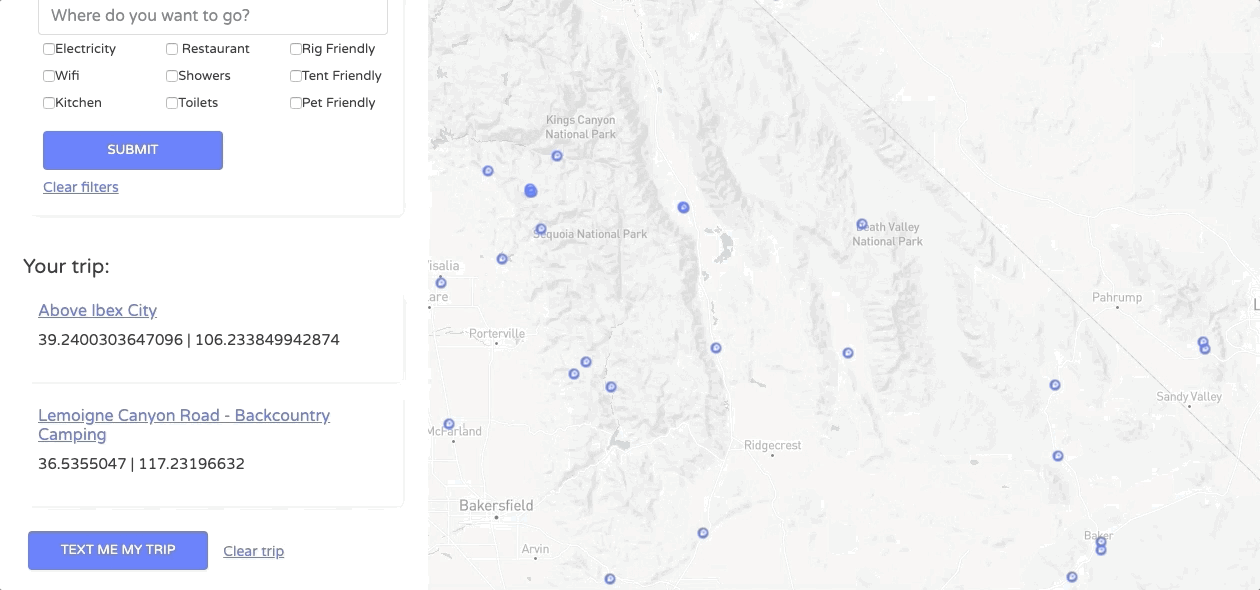 Where do you want to go?
Electricity
Restaurant
Rig Friendly
Wifi
Showers
Tent Friendly
Kitchen
Toilets
Pet Friendly
SUBMIT
Clear filters
Your trip:
Above Ibex City
39.2400303647096 | 106.233849942874
Lemoigne Canyon Road - Backcountry
Camping
36.5355047 | 117.23196632
TEXT ME MY TRIP
Clear trip
Kings Canyon
National Park
Sequoia National Park
Death Valley
National Park
isalia
are
Porterville
Pahrump
Sandy Valley
McFarland
Ridgecrest
Bakersfield
Arvin
Baker
L